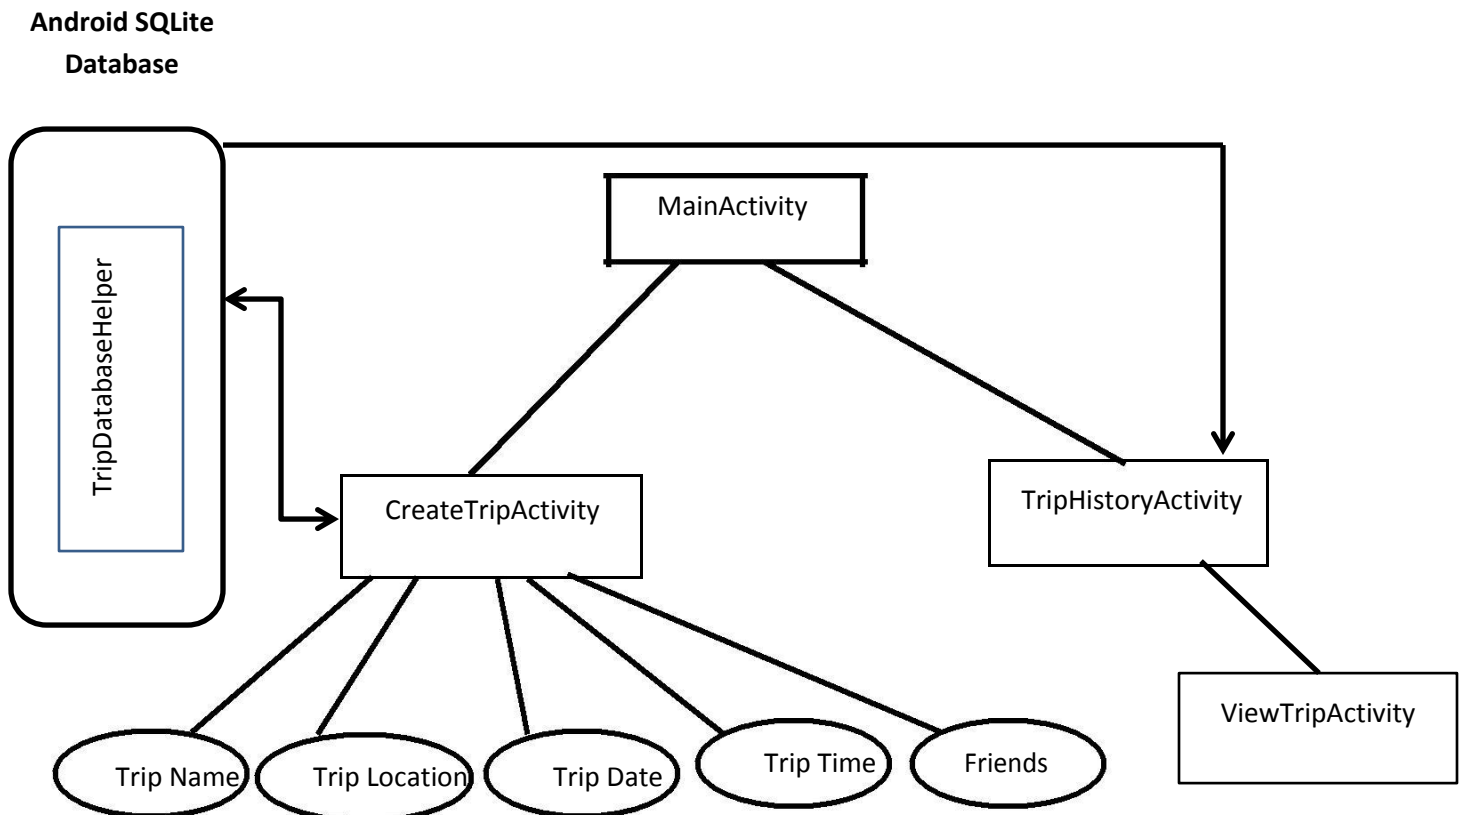 Android SQLite
Database
MainActivity
TripDatabaseHelper
CreateTripActivity
TripHistoryActivity
ViewTripActivity
Trip Name
Trip Location
Trip Date
Trip Time
Friends